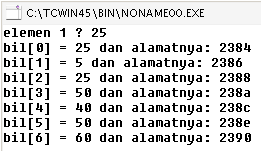 C:\TCWIN45\BIN\NONAME00.EXE
elemen 1 ? 25
bil[0] = 25 dan alamatnya: 2384
bil[1] = 5 dan alamatnya: 2386
bil[2] = 25 dan alamatnya: 2388
bil[3] = 50 dan alamatnya: 238a
bil[4] = 40 dan alamatnya: 238c
bil[5] = 50 dan alamatnya: 238e
bil[6] = 60 dan alamatnya: 2390